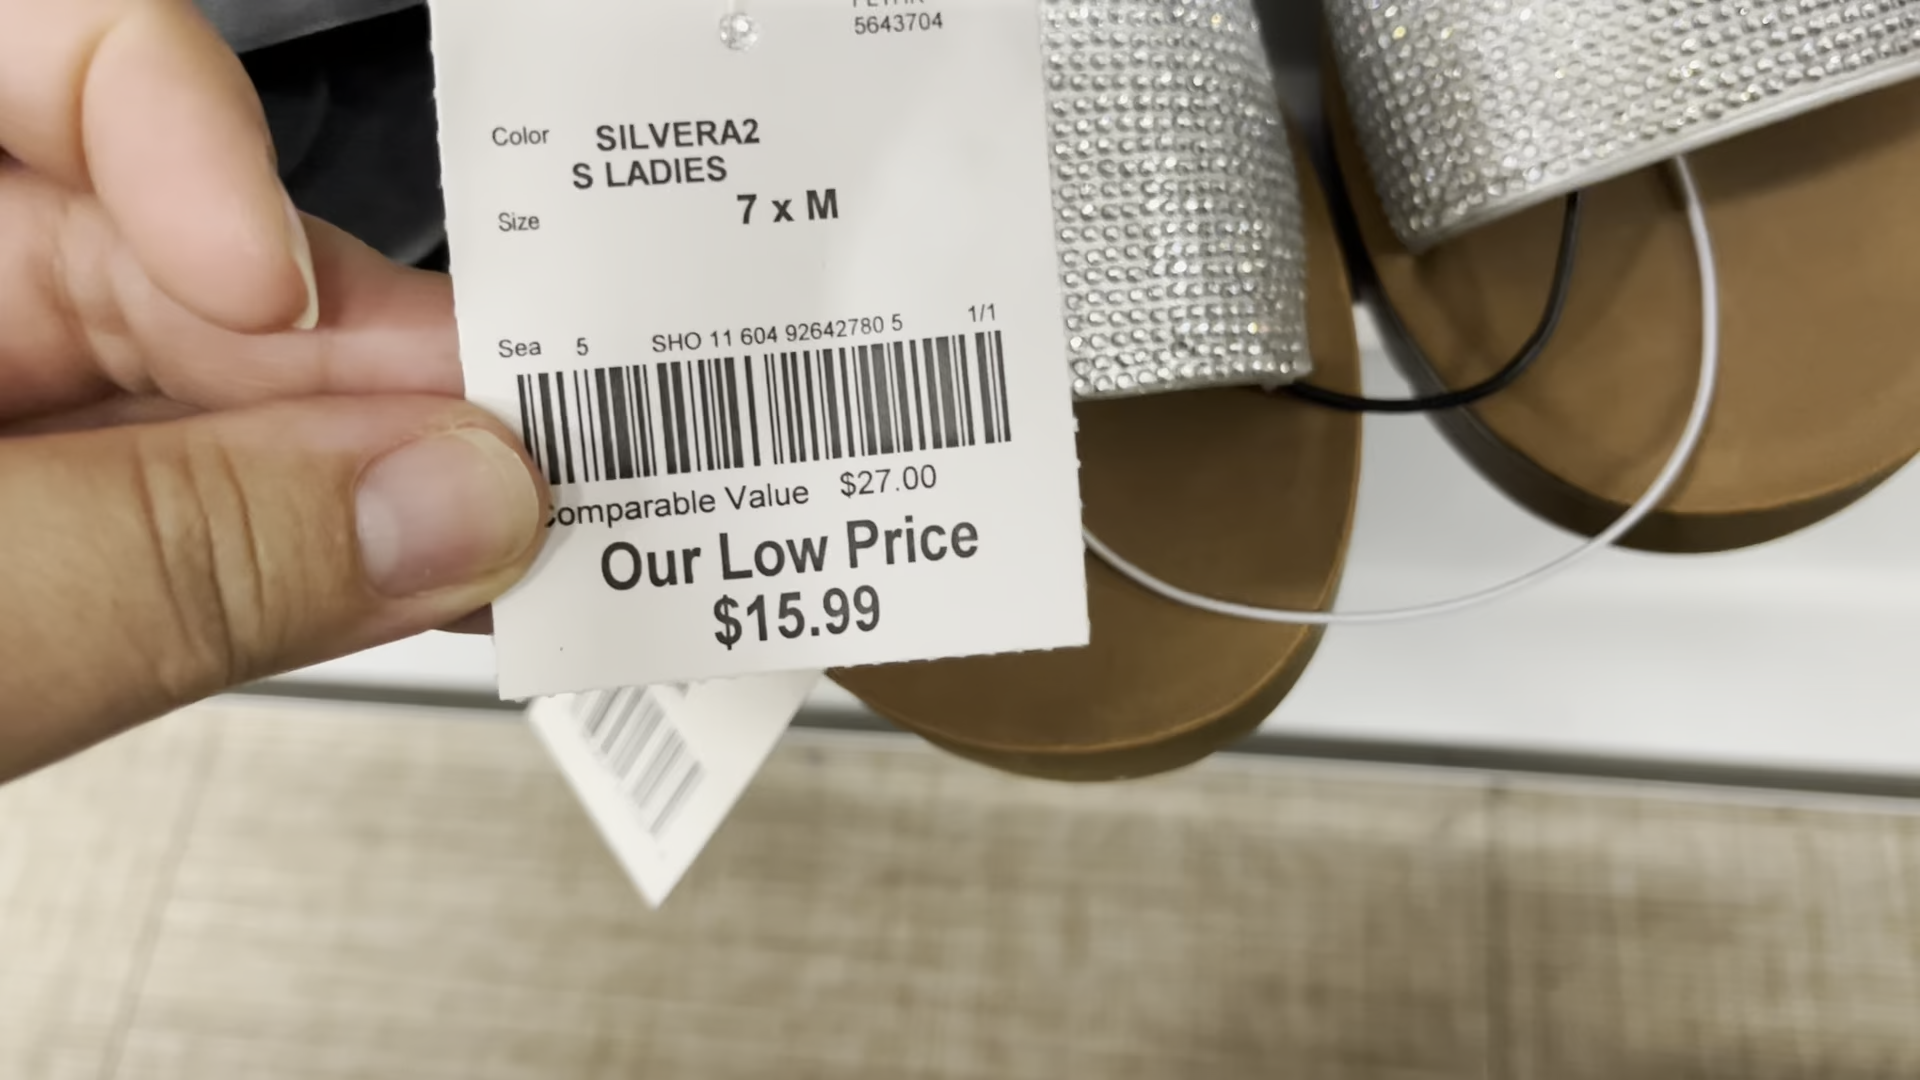 5643704
Color SILVERA2
S LADIES
Size 7 x M
Sea 5 SHO 11 604 92642780 5 1/1
Comparable Value $27.00
Our Low Price
$15.99